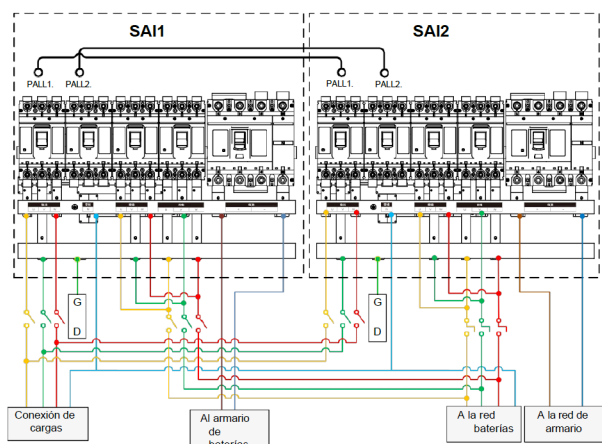 SAI1
SAI2
PALL1.
PALL2.
PALL1.
PALL2.
G
D
G
D
Conexión de
cargas
Al armario
de
baterías
A la red
baterías
A la red de
armario